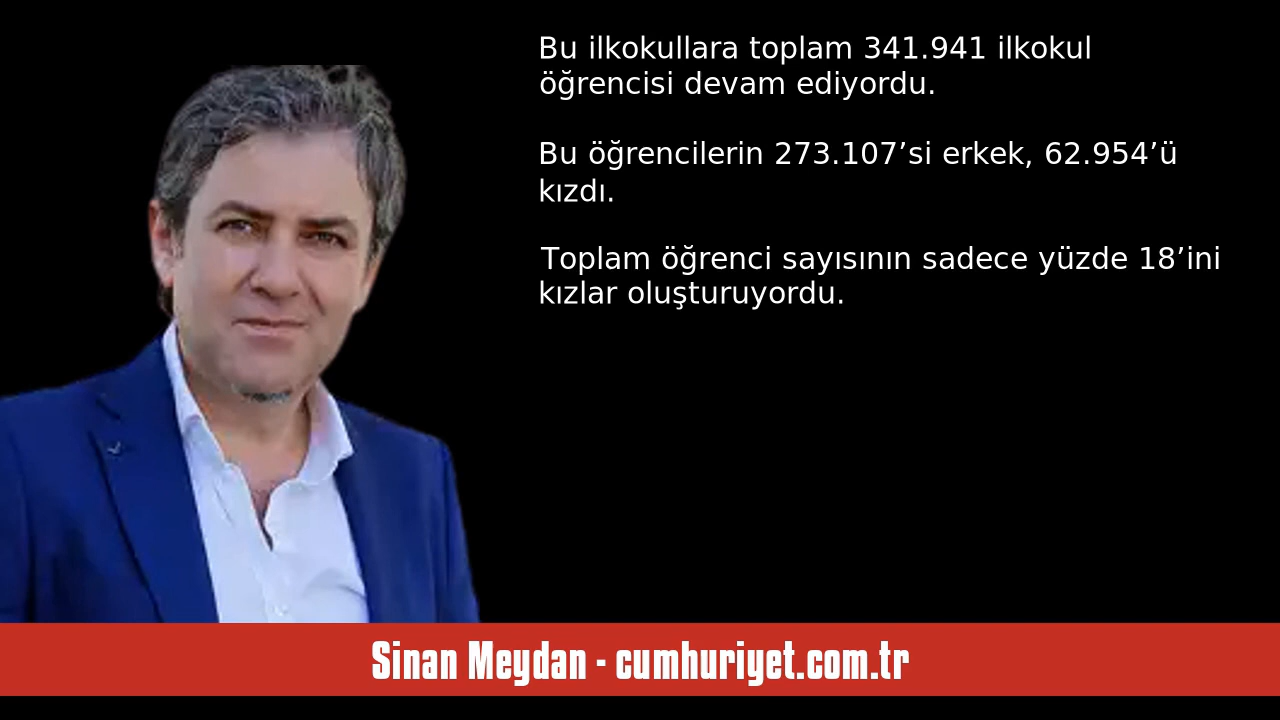 Bu ilkokullara toplam 341.941 ilkokul
öğrencisi devam ediyordu.
Bu öğrencilerin 273.107’si erkek, 62.954’ü
kızdı.
Toplam öğrenci sayısının sadece yüzde 18’ini
kızlar oluşturuyordu.
Sinan Meydan - cumhuriyet.com.tr